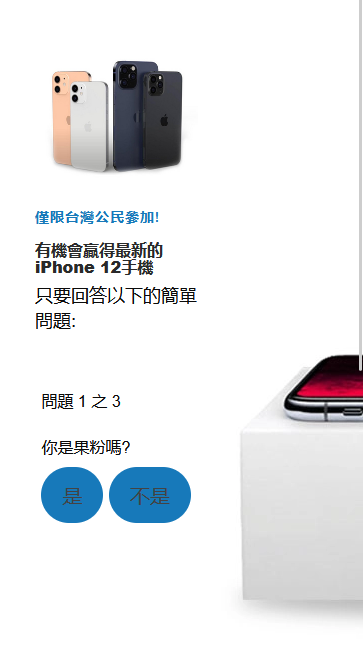 僅限台灣公民參加!
有機會贏得最新的
iPhone 12手機
只要回答以下的簡單
問題:
問題 1 之 3
你是果粉嗎?
是
不是